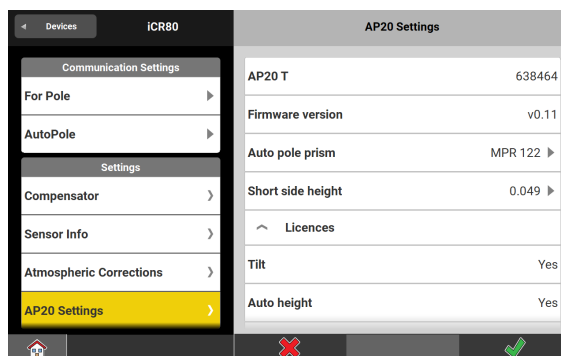 Devices
iCR80
AP20 Settings
Communication Settings
For Pole
AutoPole
Settings
Compensator
Sensor Info
Atmospheric Corrections
AP20 Settings
AP20 T 638464
Firmware version v0.11
Auto pole prism MPR 122
Short side height 0.049
Licences
Tilt Yes
Auto height Yes